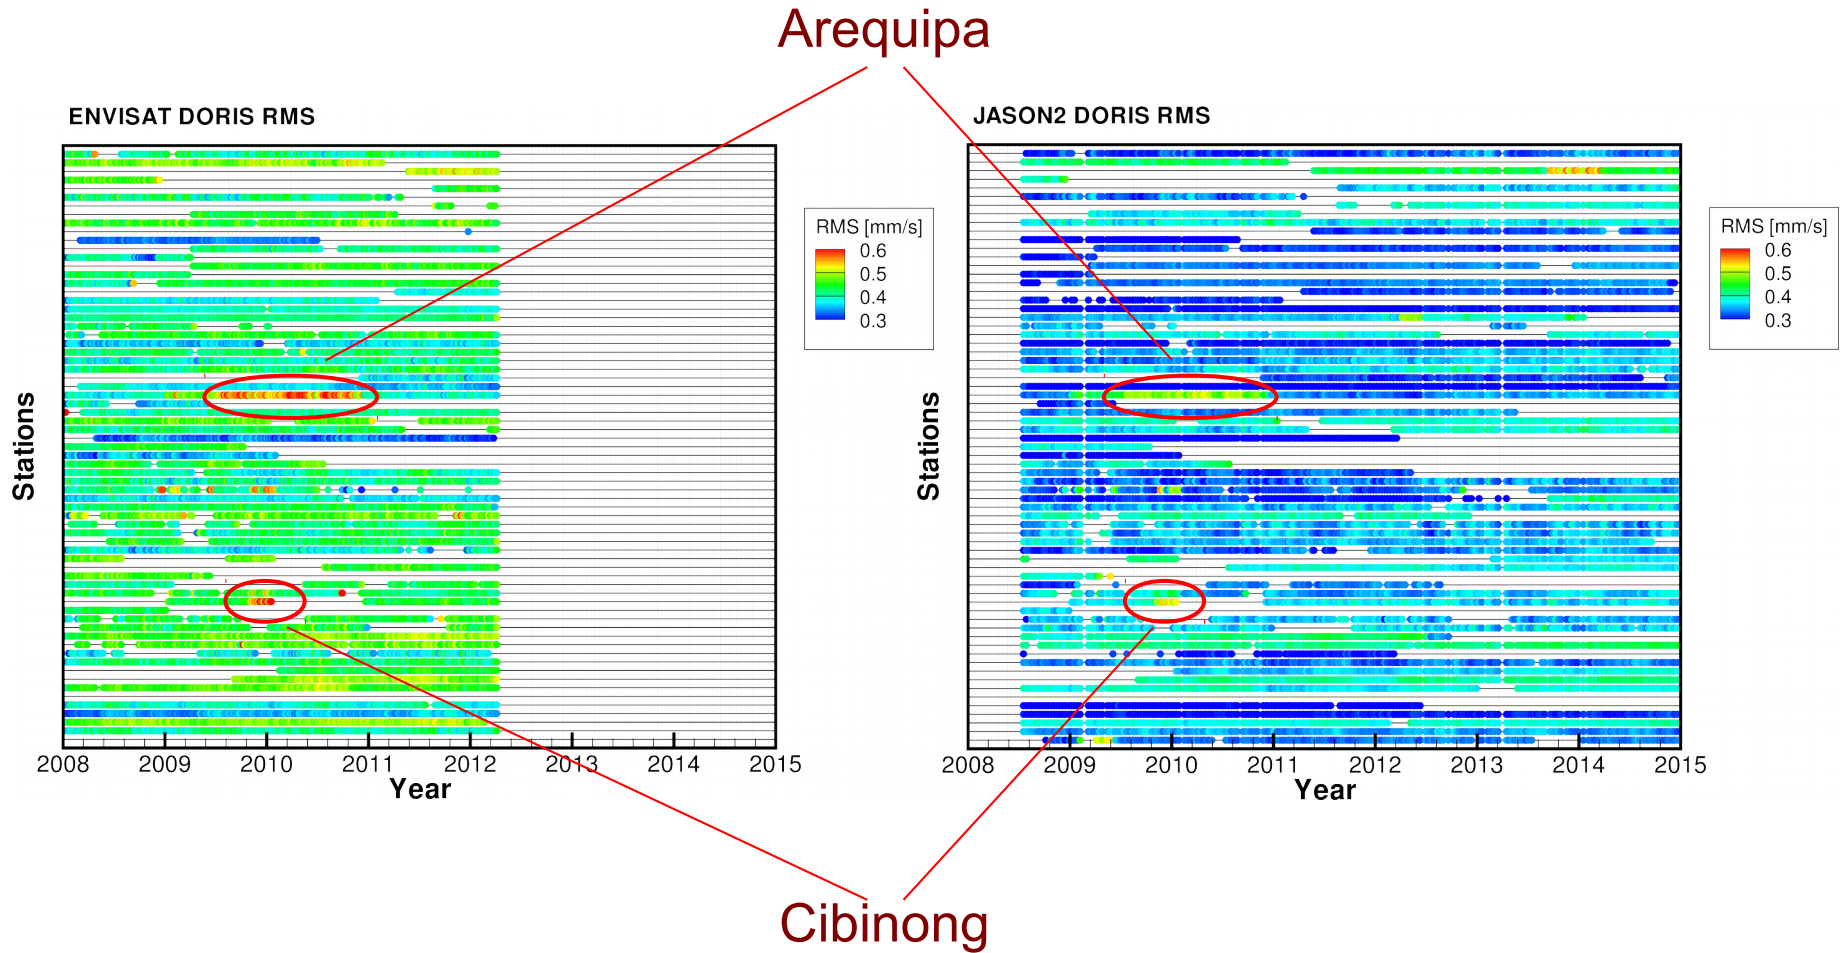 Arequipa
ENVISAT DORIS RMS
JASON2 DORIS RMS
RMS [mm/s]
0.6
0.5
0.4
0.3
RMS [mm/s]
0.6
0.5
0.4
0.3
Stations
Stations
2008 2009 2010 2011 2012 2013 2014 2015
2008 2009 2010 2011 2012 2013 2014 2015
Year
Year
Cibinong